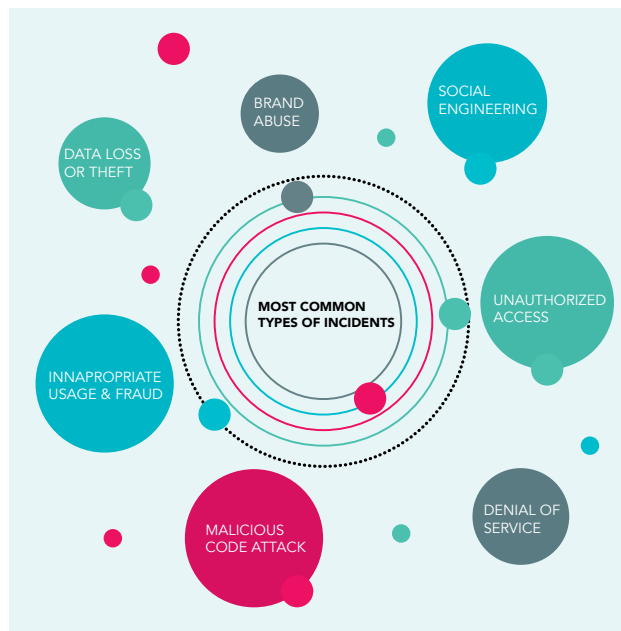 BRAND
ABUSE
SOCIAL
ENGINEERING
DATA LOSS
OR THEFT
MOST COMMON
TYPES OF INCIDENTS
UNAUTHORIZED
ACCESS
INNAPROPRIATE
USAGE & FRAUD
MALICIOUS
CODE ATTACK
DENIAL OF
SERVICE